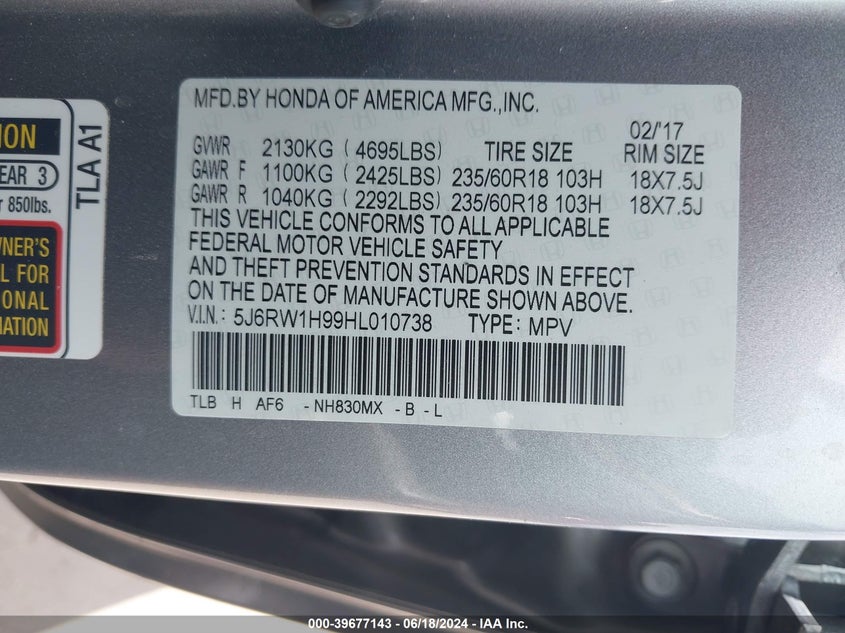 ION
EAR 3
850lbs.
WNER'S
L FOR
IONAL
MATION
TLA A1
MFD.BY HONDA OF AMERICA MFG.,INC.
02/'17
GVWR 2130KG ( 4695LBS) TIRE SIZE RIM SIZE
GAWR F 1100KG ( 2425LBS) 235/60R18 103H 18X7.5J
GAWR R 1040KG ( 2292LBS) 235/60R18 103H 18X7.5J
THIS VEHICLE CONFORMS TO ALL APPLICABLE
FEDERAL MOTOR VEHICLE SAFETY
AND THEFT PREVENTION STANDARDS IN EFFECT
ON THE DATE OF MANUFACTURE SHOWN ABOVE.
V.I.N.: 5J6RW1H99HL010738 TYPE: MPV
TLB H AF6 -NH830MX -B -L
000-39677143 - 06/18/2024 - IAA Inc.